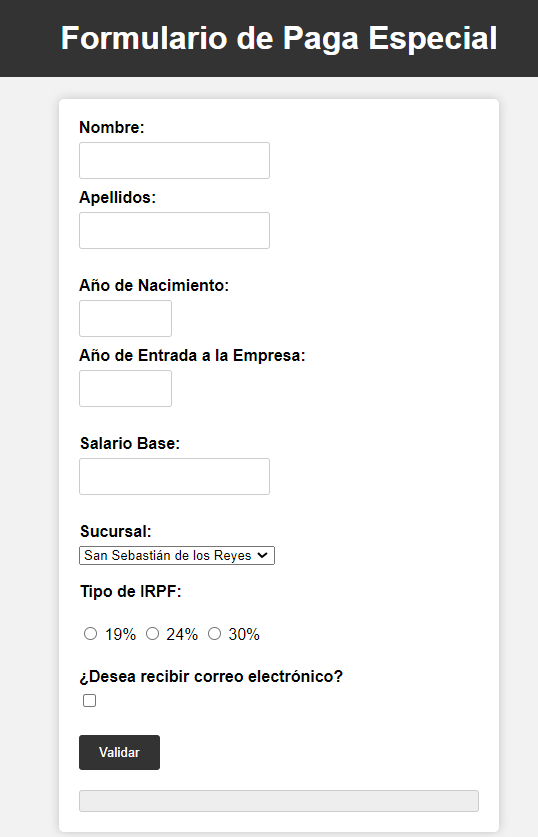 Formulario de Paga Especial
Nombre:
Apellidos:
Año de Nacimiento:
Año de Entrada a la Empresa:
Salario Base:
Sucursal:
San Sebastián de los Reyes
Tipo de IRPF:
19% 24% 30%
¿Desea recibir correo electrónico?
Validar